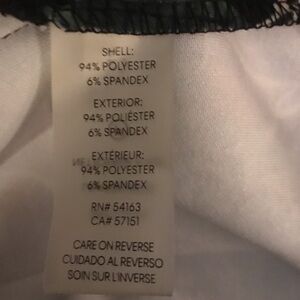 SHELL:
94% POLYESTER
6% SPANDEX
EXTERIOR:
94% POLIÉSTER
6% SPANDEX
EXTÉRIEUR:
94% POLYESTER
6% SPANDEX
RN# 54163
CA# 57151
CARE ON REVERSE
CUIDADO AL REVERSO
SOIN SUR L'INVERSE